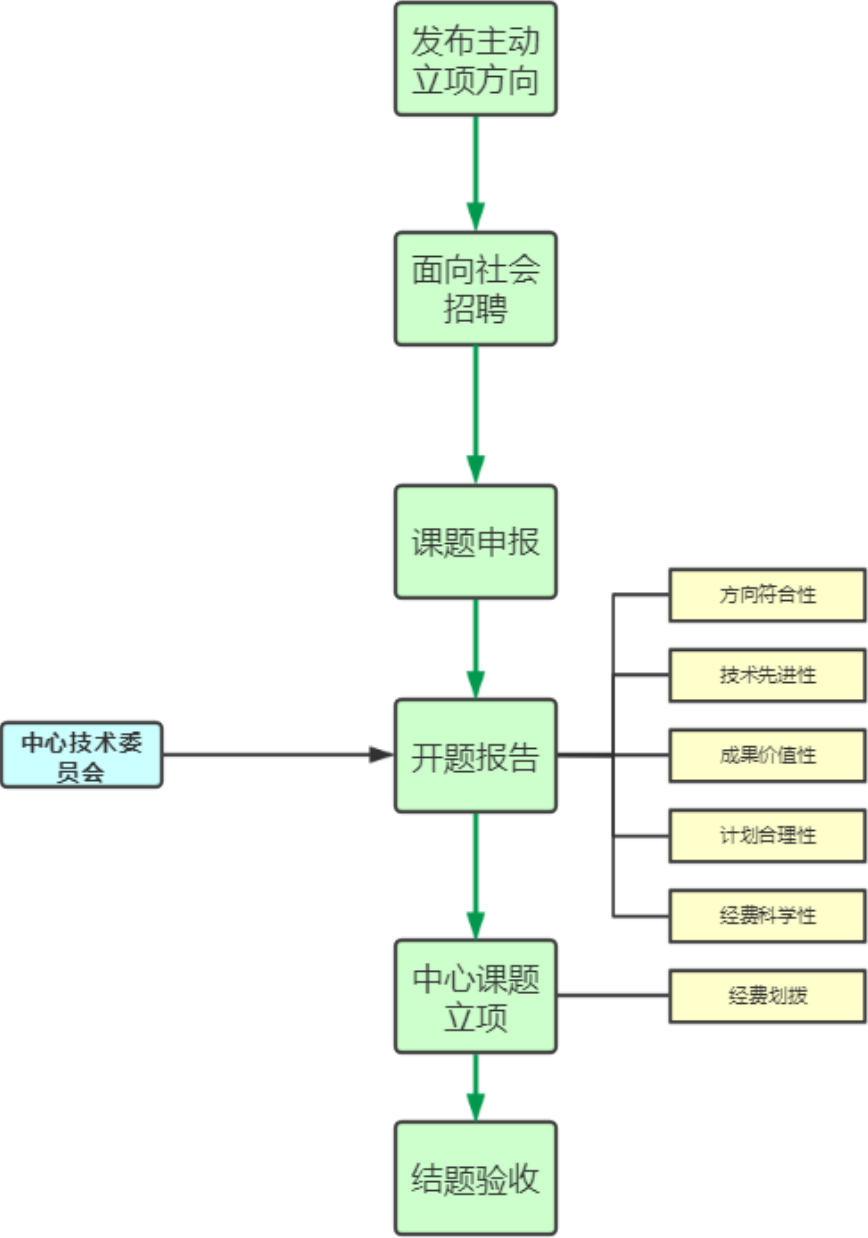 发布主动
立项方向
面向社会
招聘
课题申报
方向符合性
技术先进性
中心技术委
员会
开题报告
成果价值性
计划合理性
经费科学性
中心课题
立项
经费划拨
结题验收